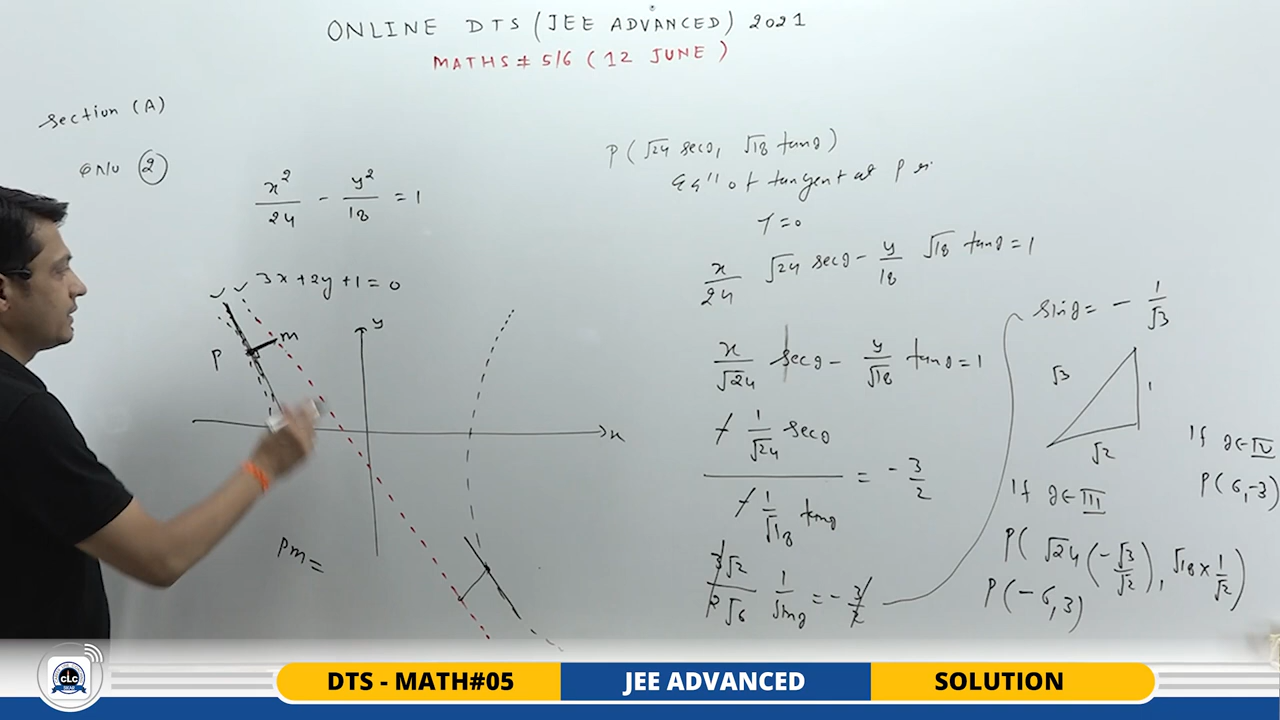 ONLINE DTS (JEE ADVANCED) 2021
MATHS # 5/6 (12 JUNE)
Section (A)
Q N/o (2)
x²/24 - y²/18 = 1
3x+2y+1=0
y
P
m
x
Pm =
P(√24 secθ, √18 tanθ)
Eqⁿ of tangent at P is
T=0
x/24 √24 secθ - y/18 √18 tanθ = 1
x/√24 secθ - y/√18 tanθ = 1
(+ 1/√24 secθ)/(+ 1/√18 tanθ) = - 3/2
3√2/2√6 1/sinθ = - 3/2
sinθ = - 1/√3
√3
1
√2
If θ∈III
P(√24(-√3/√2), √18×1/√2)
P(-6,3)
If θ∈IV
P(6,-3)
CLC
SIKAR
DTS - MATH#05
JEE ADVANCED
SOLUTION